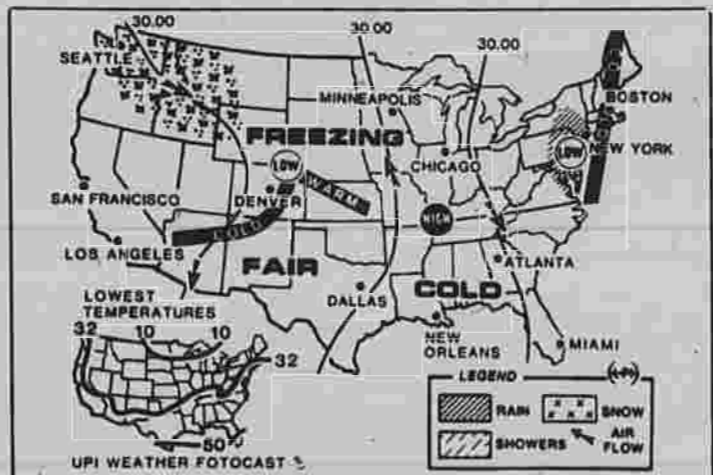 30.00
30.00
30.00
SEATTLE
MINNEAPOLIS
BOSTON
FREEZING
NEW YORK
LOW
LOW
CHICAGO
WARM
SAN FRANCISCO
DENVER
HIGH
COLD
LOS ANGELES
ATLANTA
FAIR
COLD
LOWEST
TEMPERATURES
DALLAS
32
10
10
NEW
ORLEANS
MIAMI
32
LEGEND
RAIN
SNOW
SHOWERS
AIR
FLOW
50
UPI WEATHER FOTOCAST